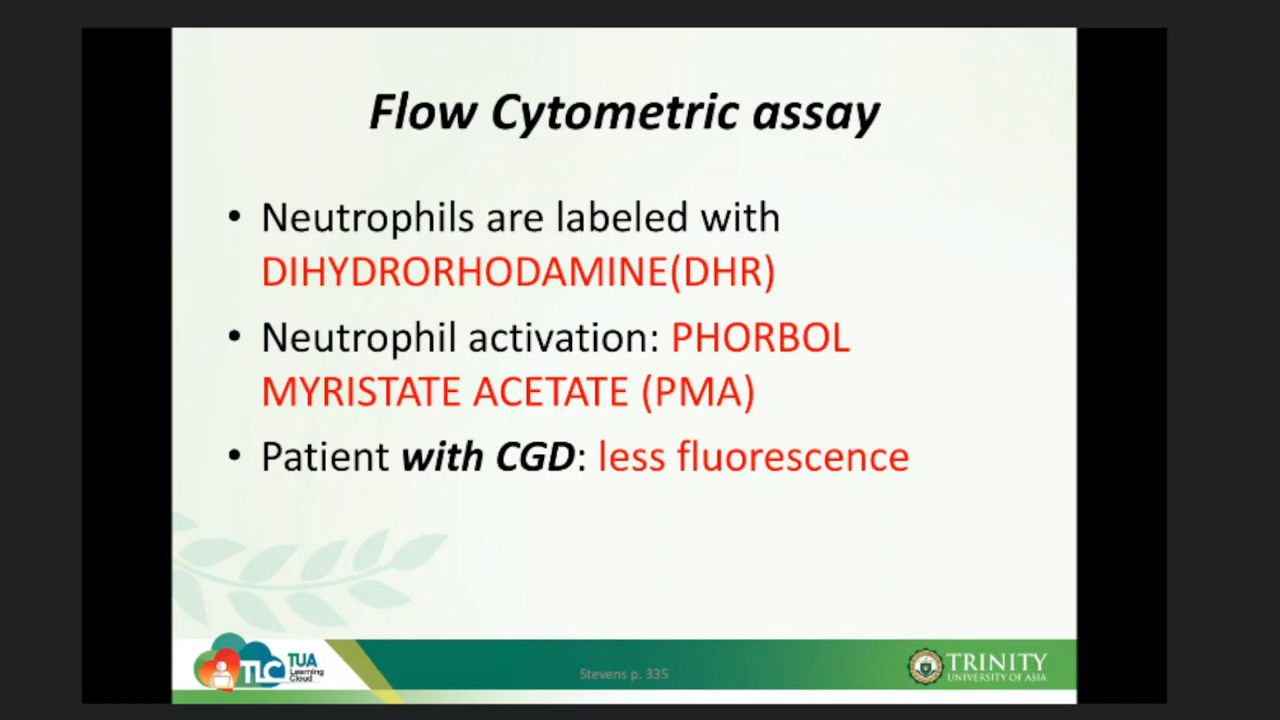 Flow Cytometric assay
• Neutrophils are labeled with
DIHYDRORHODAMINE(DHR)
• Neutrophil activation: PHORBOL
MYRISTATE ACETATE (PMA)
• Patient with CGD: less fluorescence
TLC
TUA
Learning
Cloud
Stevens p. 335
TRINITY
UNIVERSITY OF ASIA